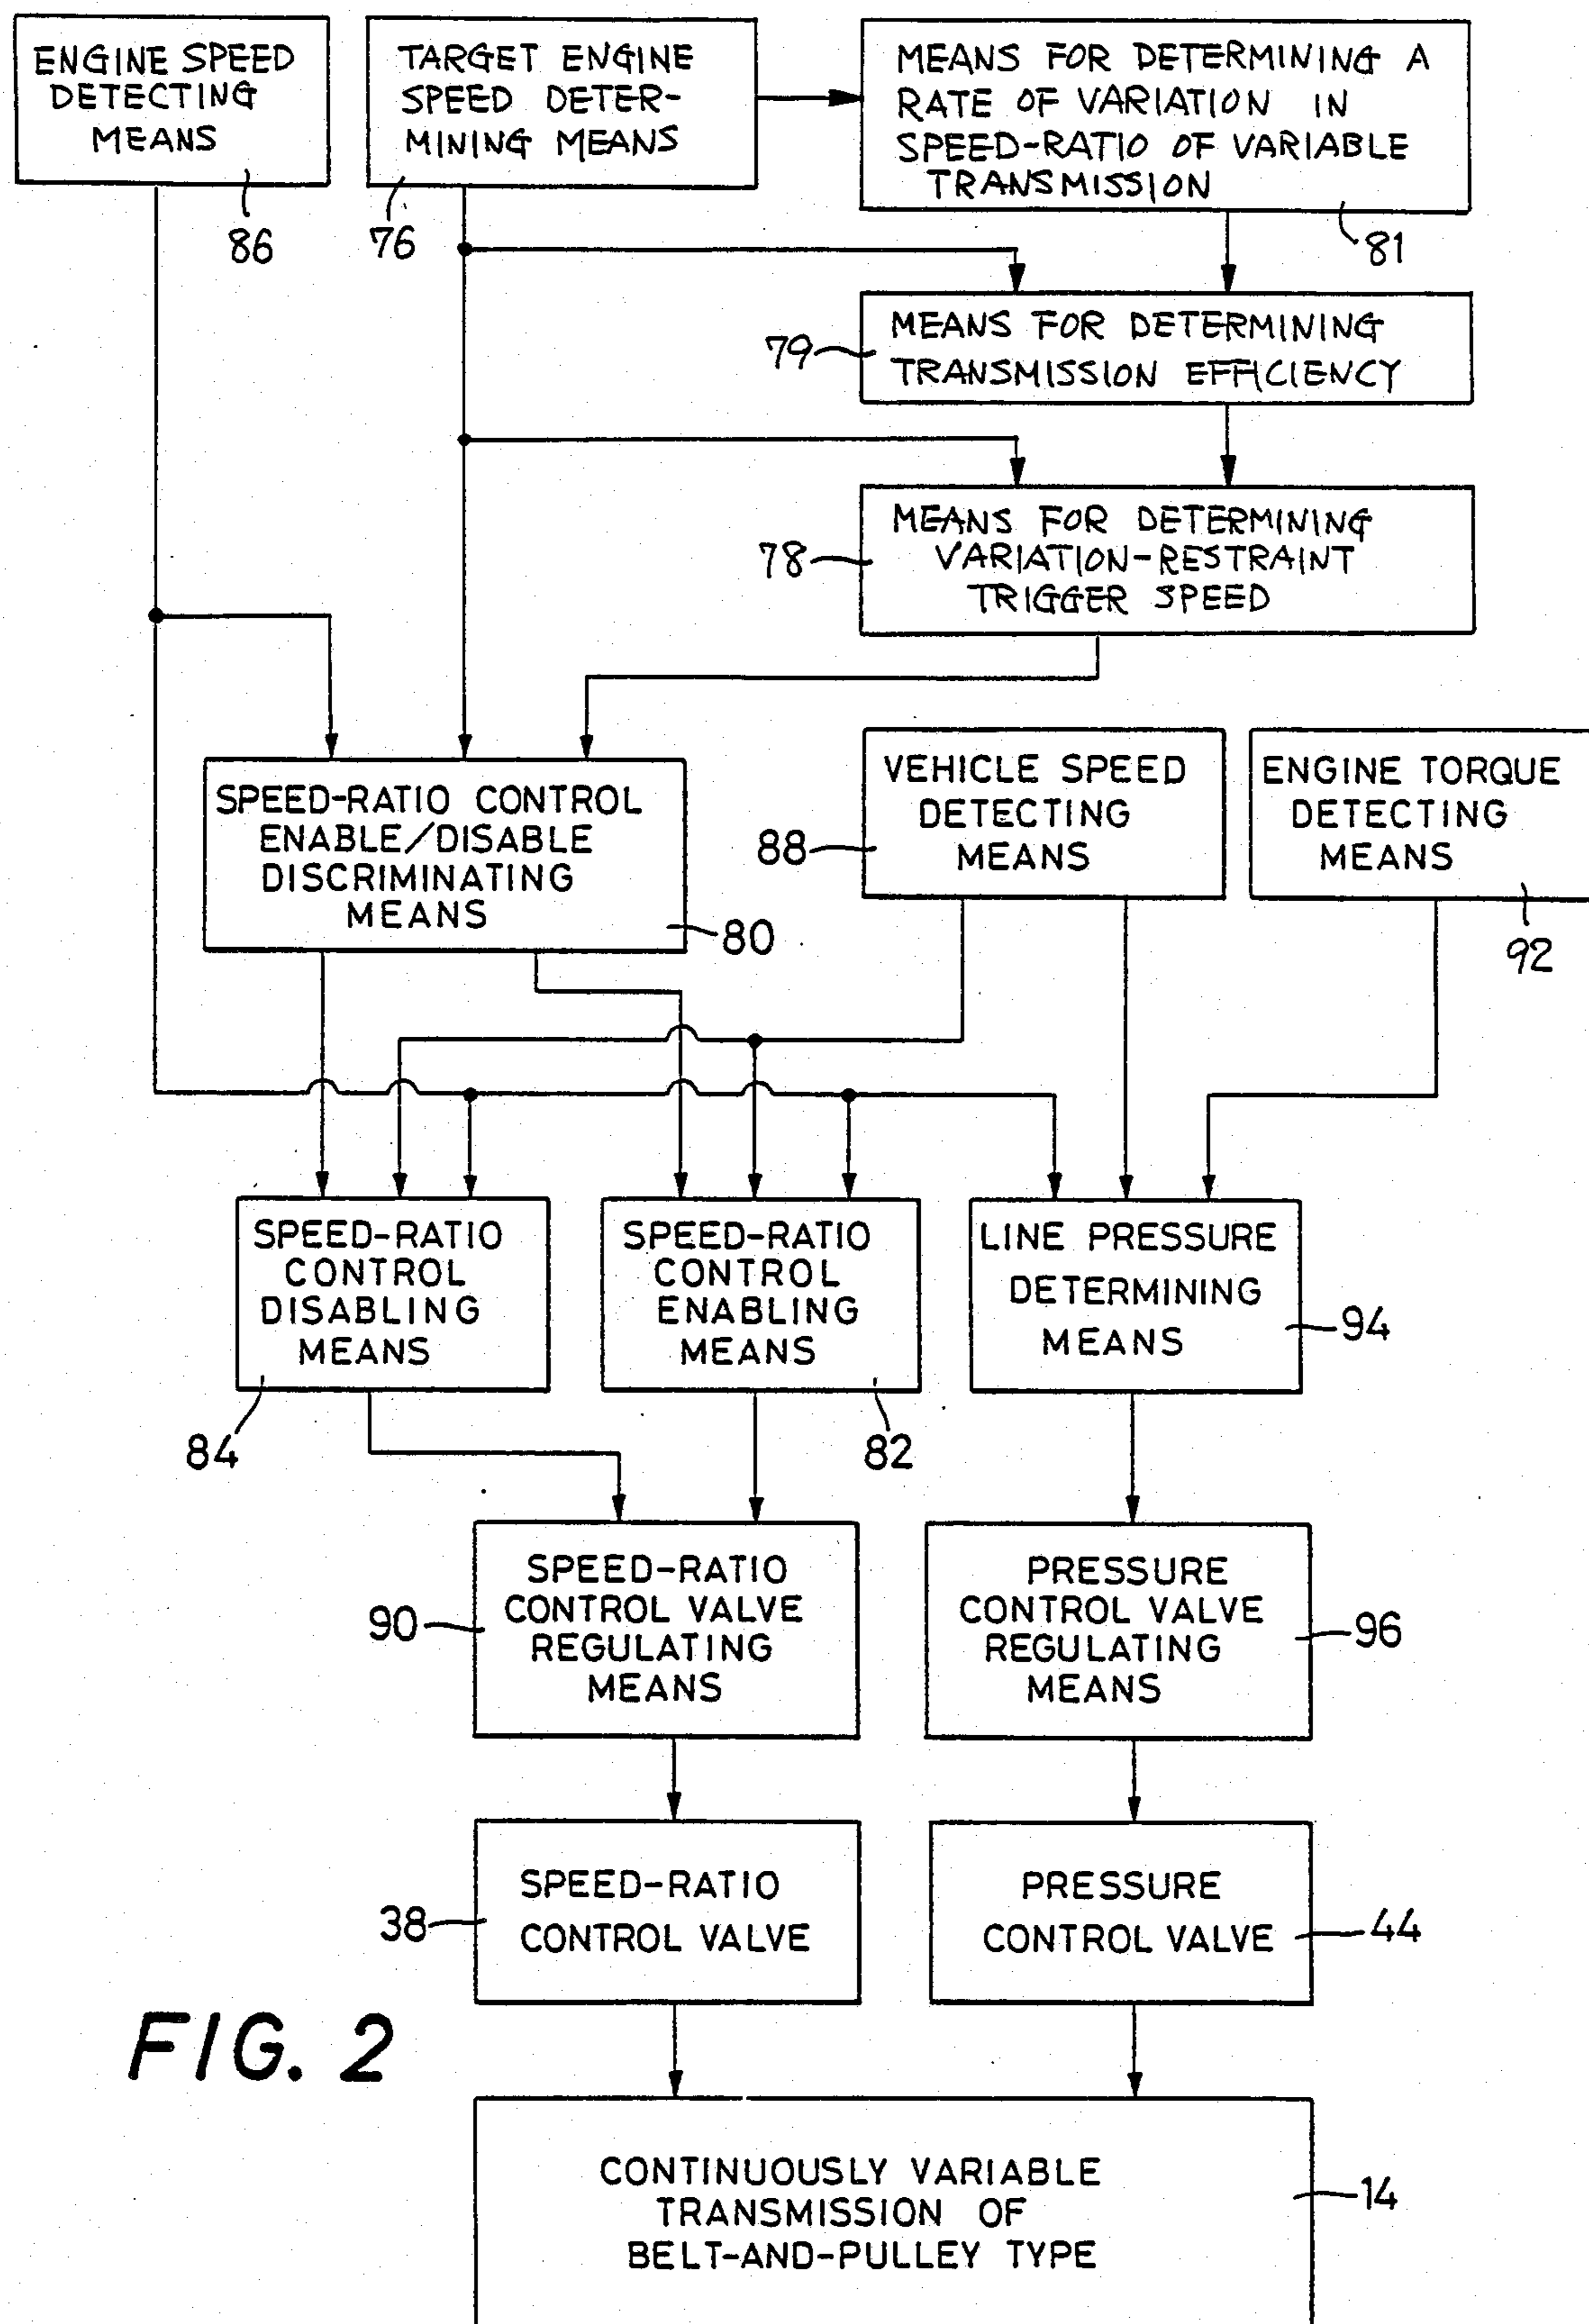 ENGINE SPEED
DETECTING
MEANS
86
TARGET ENGINE
SPEED DETER-
MINING MEANS
76
MEANS FOR DETERMINING A
RATE OF VARIATION IN
SPEED-RATIO OF VARIABLE
TRANSMISSION
81
79
MEANS FOR DETERMINING
TRANSMISSION EFFICIENCY
78
MEANS FOR DETERMINING
VARIATION-RESTRAINT
TRIGGER SPEED
SPEED-RATIO CONTROL
ENABLE/DISABLE
DISCRIMINATING
MEANS
80
88
VEHICLE SPEED
DETECTING
MEANS
ENGINE TORQUE
DETECTING
MEANS
92
SPEED-RATIO
CONTROL
DISABLING
MEANS
84
SPEED-RATIO
CONTROL
ENABLING
MEANS
82
LINE PRESSURE
DETERMINING
MEANS
94
90
SPEED-RATIO
CONTROL VALVE
REGULATING
MEANS
PRESSURE
CONTROL VALVE
REGULATING
MEANS
96
38
SPEED-RATIO
CONTROL VALVE
PRESSURE
CONTROL VALVE
44
FIG. 2
CONTINUOUSLY VARIABLE
TRANSMISSION OF
BELT-AND-PULLEY TYPE
14